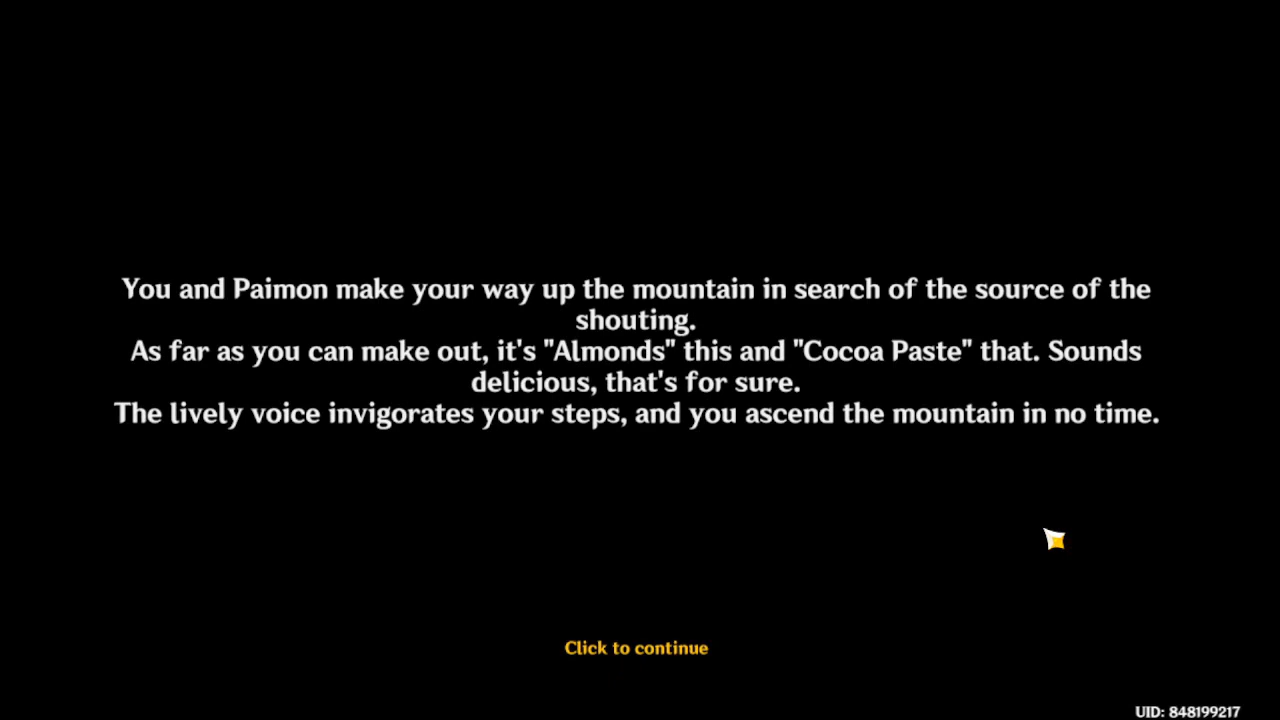 You and Paimon make your way up the mountain in search of the source of the
shouting.
As far as you can make out, it's "Almonds" this and "Cocoa Paste" that. Sounds
delicious, that's for sure.
The lively voice invigorates your steps, and you ascend the mountain in no time.
Click to continue
UID: 848199217